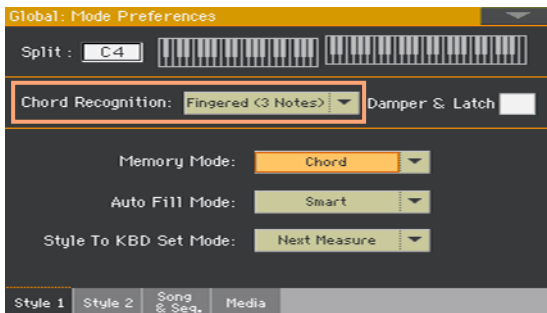 Global: Mode Preferences
Split : C4
Chord Recognition: Fingered (3 Notes) Damper & Latch
Memory Mode: Chord
Auto Fill Mode: Smart
Style To KBD Set Mode: Next Measure
Style 1 Style 2 Song & Seq. Media